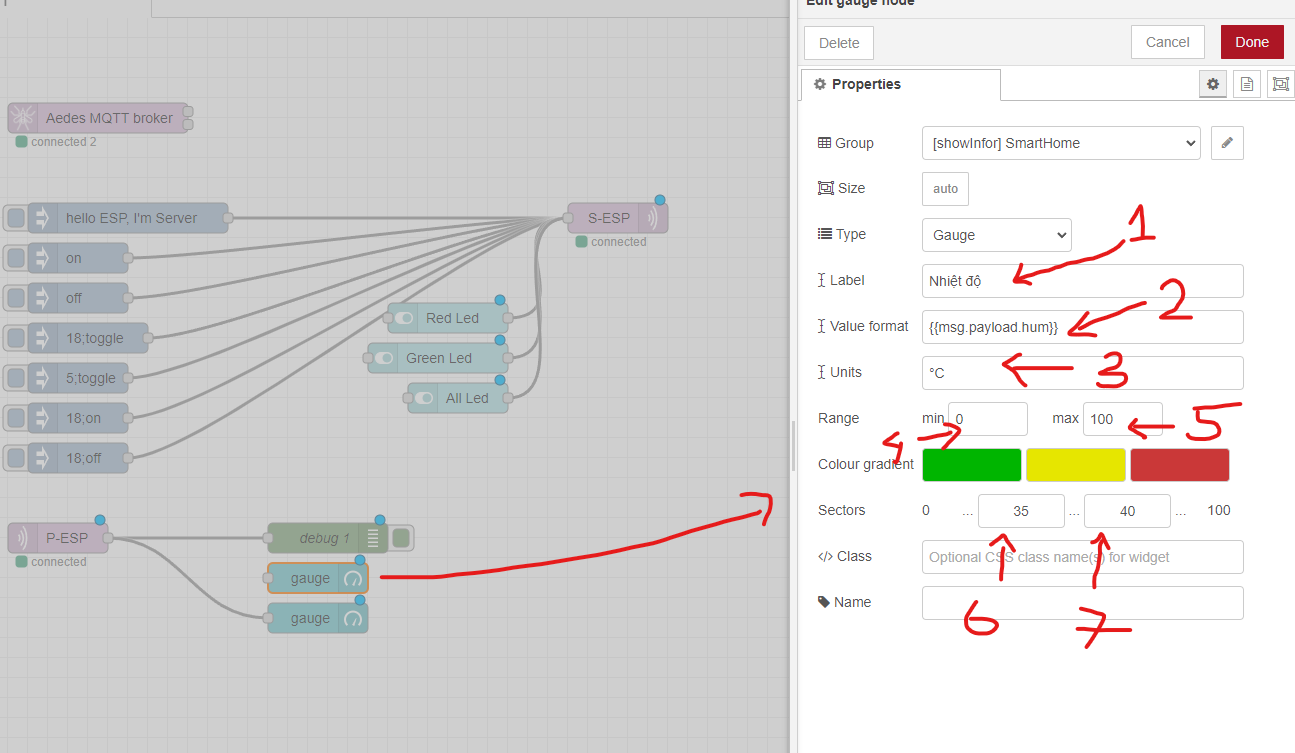 Edit gauge node
Delete
Cancel
Done
Properties
Aedes MQTT broker
connected 2
hello ESP, I'm Server
on
off
18;toggle
5;toggle
18;on
18;off
S-ESP
connected
Red Led
Green Led
All Led
P-ESP
connected
debug 1
gauge
gauge
Group [showInfor] SmartHome
Size auto
Type Gauge
1
Label Nhiệt độ
2
Value format {{msg.payload.hum}}
Units °C
3
Range min 0 max 100
4
5
Colour gradient
Sectors 0 ... 35 ... 40 ... 100
Class Optional CSS class name(s) for widget
Name
6
7